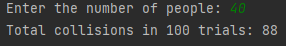 Enter the number of people: 40
Total collisions in 100 trials: 88